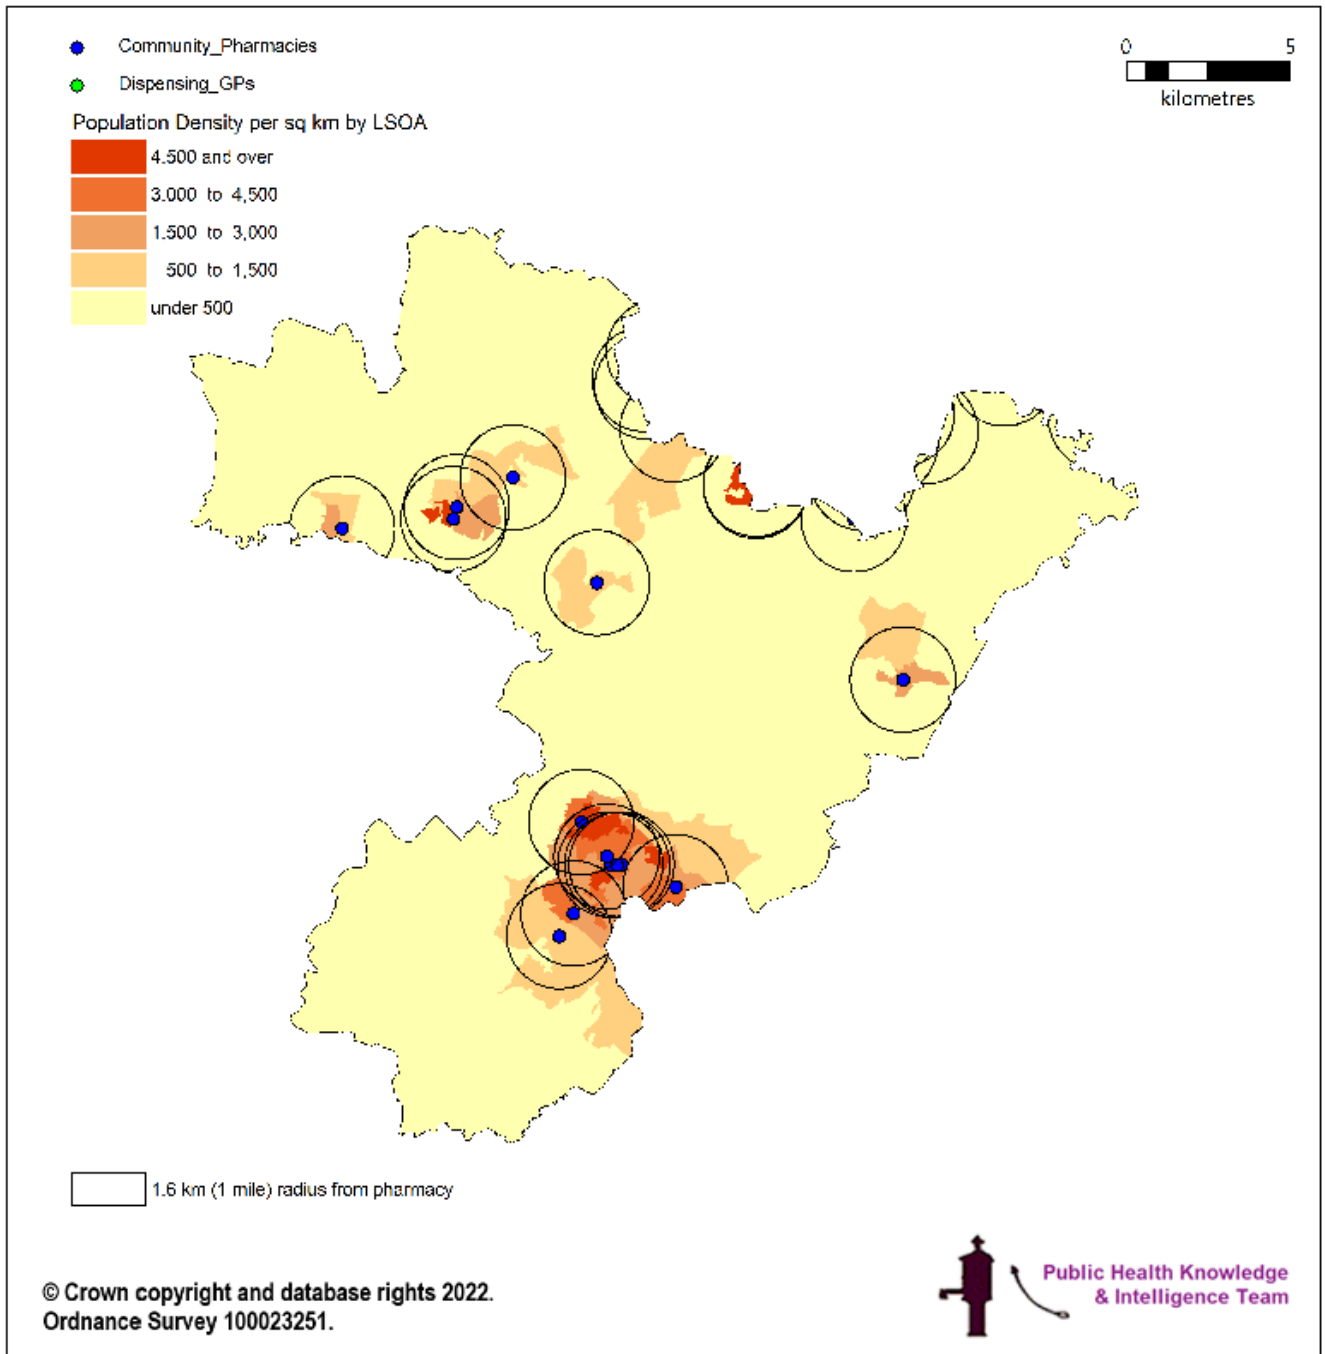 Community_Pharmacies
Dispensing_GPs
Population Density per sq km by LSOA
4.500 and over
3.000 to 4,500
1.500 to 3,000
500 to 1,500
under 500
0 5
kilometres
1.6 km (1 mile) radius from pharmacy
© Crown copyright and database rights 2022.
Ordnance Survey 100023251.
Public Health Knowledge
& Intelligence Team